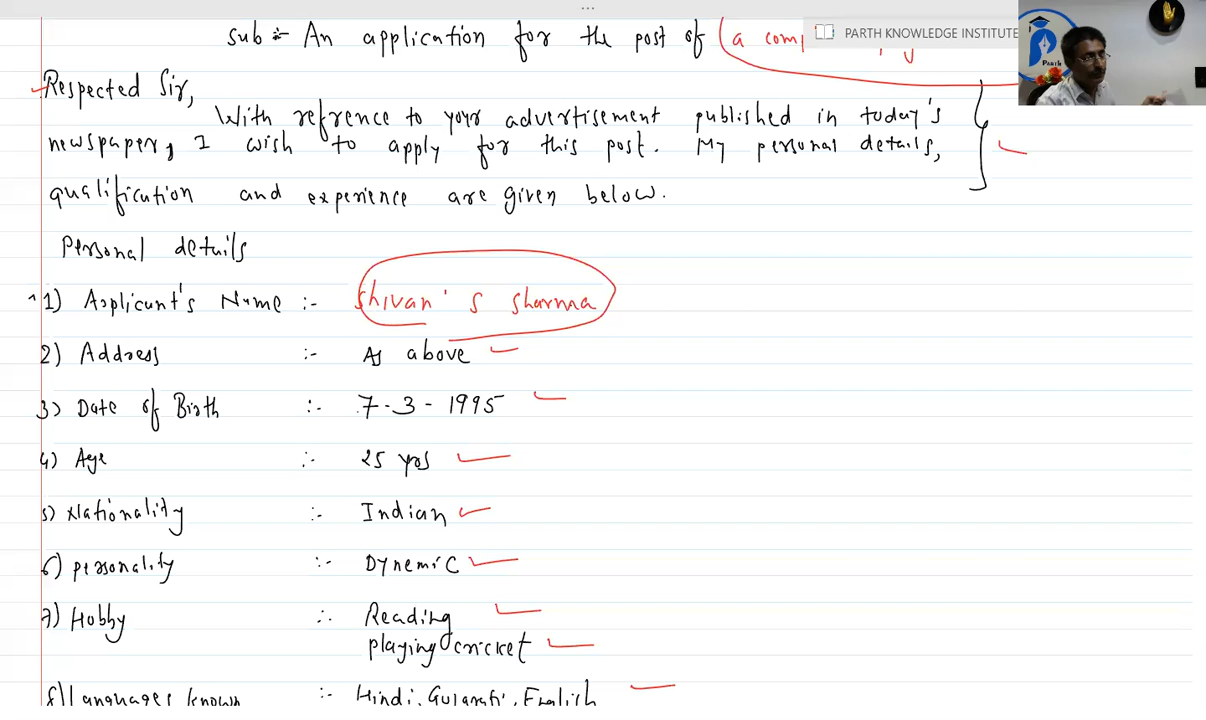 Sub :- An application for the post of a comp
PARTH KNOWLEDGE INSTITUTE
Parth
Respected Sir,
With refrence to your advertisement published in today's
newspaper, I wish to apply for this post. My personal details,
qualification and experience are given below.
Personal details
1) Applicant's Name :- Shivani S Sharma
2) Address :- As above
3) Date of Birth :- 7-3-1995
4) Age :- 25 yrs
5) Nationality :- Indian
6) personality :- Dynemic
7) Hobby :- Reading
playing cricket
8) Languages known :- Hindi, Gujarati, English